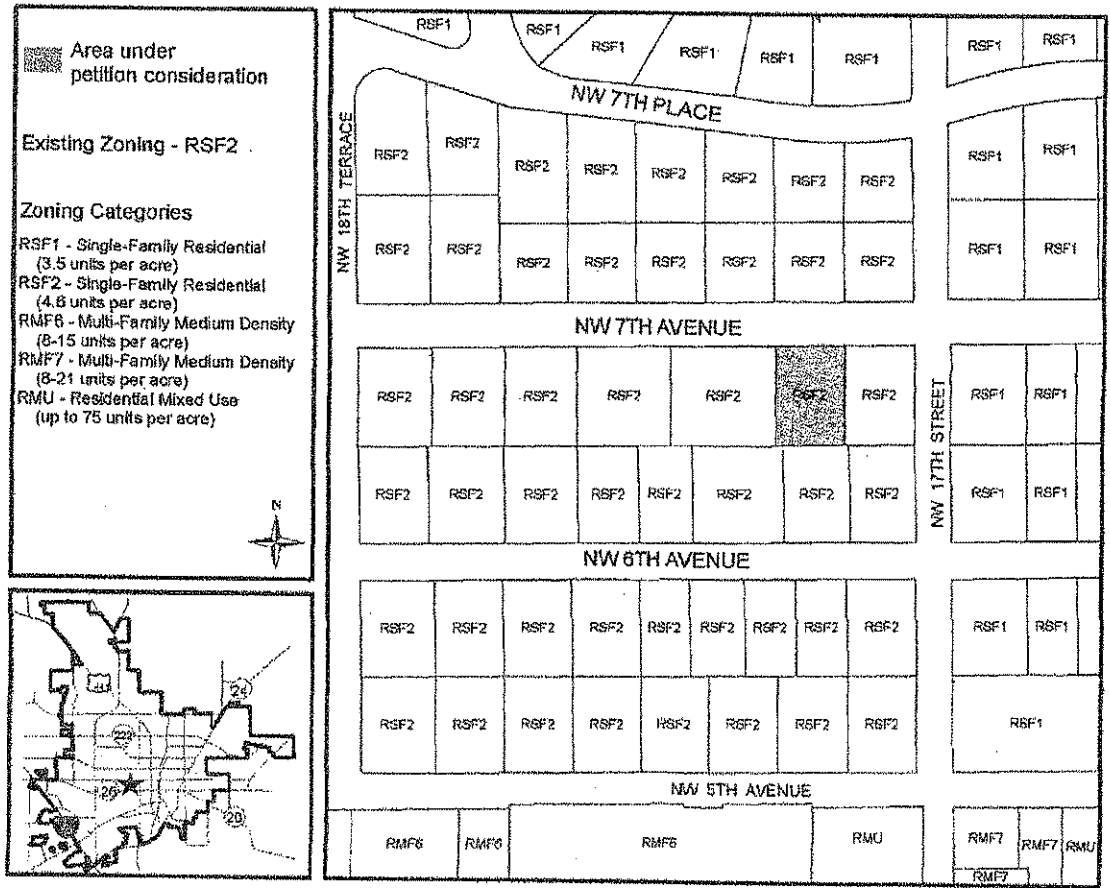 Area under
petition consideration
Existing Zoning - RSF2
Zoning Categories
RSF1 - Single-Family Residential
(3.5 units per acre)
RSF2 - Single-Family Residential
(4.6 units per acre)
RMF6 - Multi-Family Medium Density
(8-15 units per acre)
RMF7 - Multi-Family Medium Density
(8-21 units per acre)
RMU - Residential Mixed Use
(up to 75 units per acre)
N
24
222
26
20
RSF1 RSF1 RSF1 RSF1 RSF1 RSF1 RSF1 RSF1
NW 7TH PLACE
NW 18TH TERRACE
RSF2 RSF2 RSF2 RSF2 RSF2 RSF2 RSF2 RSF2 RSF1 RSF1
RSF2 RSF2 RSF2 RSF2 RSF2 RSF2 RSF2 RSF2 RSF1 RSF1
NW 7TH AVENUE
RSF2 RSF2 RSF2 RSF2 RSF2 RSF2 RSF2 RSF1 RSF1
NW 17TH STREET
RSF2 RSF2 RSF2 RSF2 RSF2 RSF2 RSF2 RSF2 RSF1 RSF1
NW 6TH AVENUE
RSF2 RSF2 RSF2 RSF2 RSF2 RSF2 RSF2 RSF2 RSF2 RSF1 RSF1
RSF2 RSF2 RSF2 RSF2 RSF2 RSF2 RSF2 RSF2 RSF1
NW 5TH AVENUE
RMF6 RMF6 RMF6 RMU RMF7 RMF7 RMU
RMF7